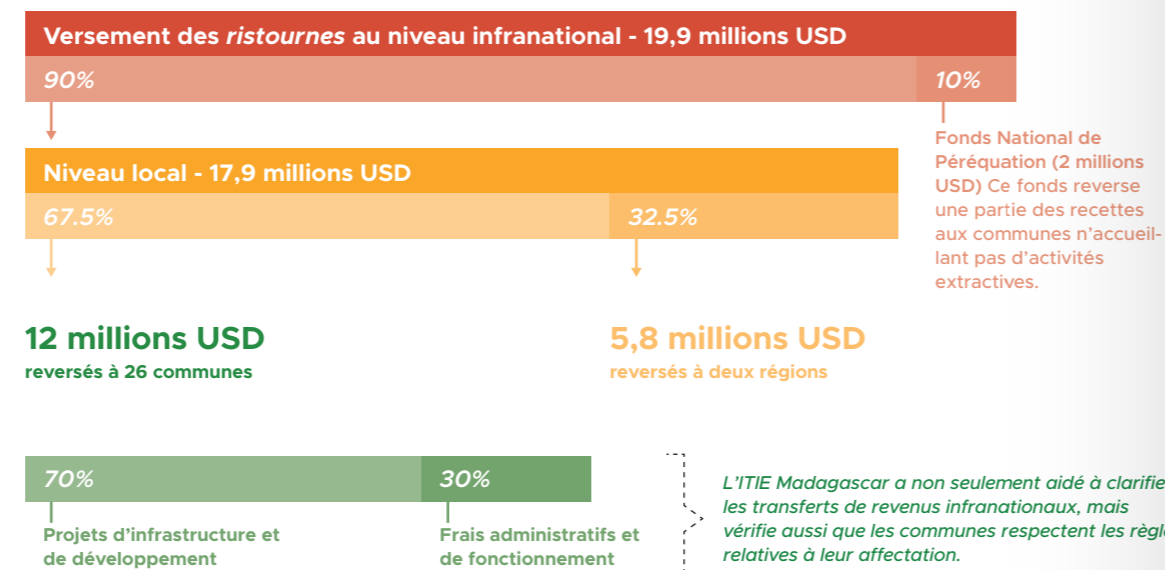 Versement des ristournes au niveau infranational - 19,9 millions USD
90%
10%
Fonds National de
Péréquation (2 millions
USD) Ce fonds reverse
une partie des recettes
aux communes n’accueil-
lant pas d’activités
extractives.
Niveau local - 17,9 millions USD
67.5%
32.5%
12 millions USD
reversés à 26 communes
5,8 millions USD
reversés à deux régions
70%
30%
Projets d’infrastructure et
de développement
Frais administratifs et
de fonctionnement
L’ITIE Madagascar a non seulement aidé à clarifie
les transferts de revenus infranationaux, mais
vérifie aussi que les communes respectent les règl
relatives à leur affectation.